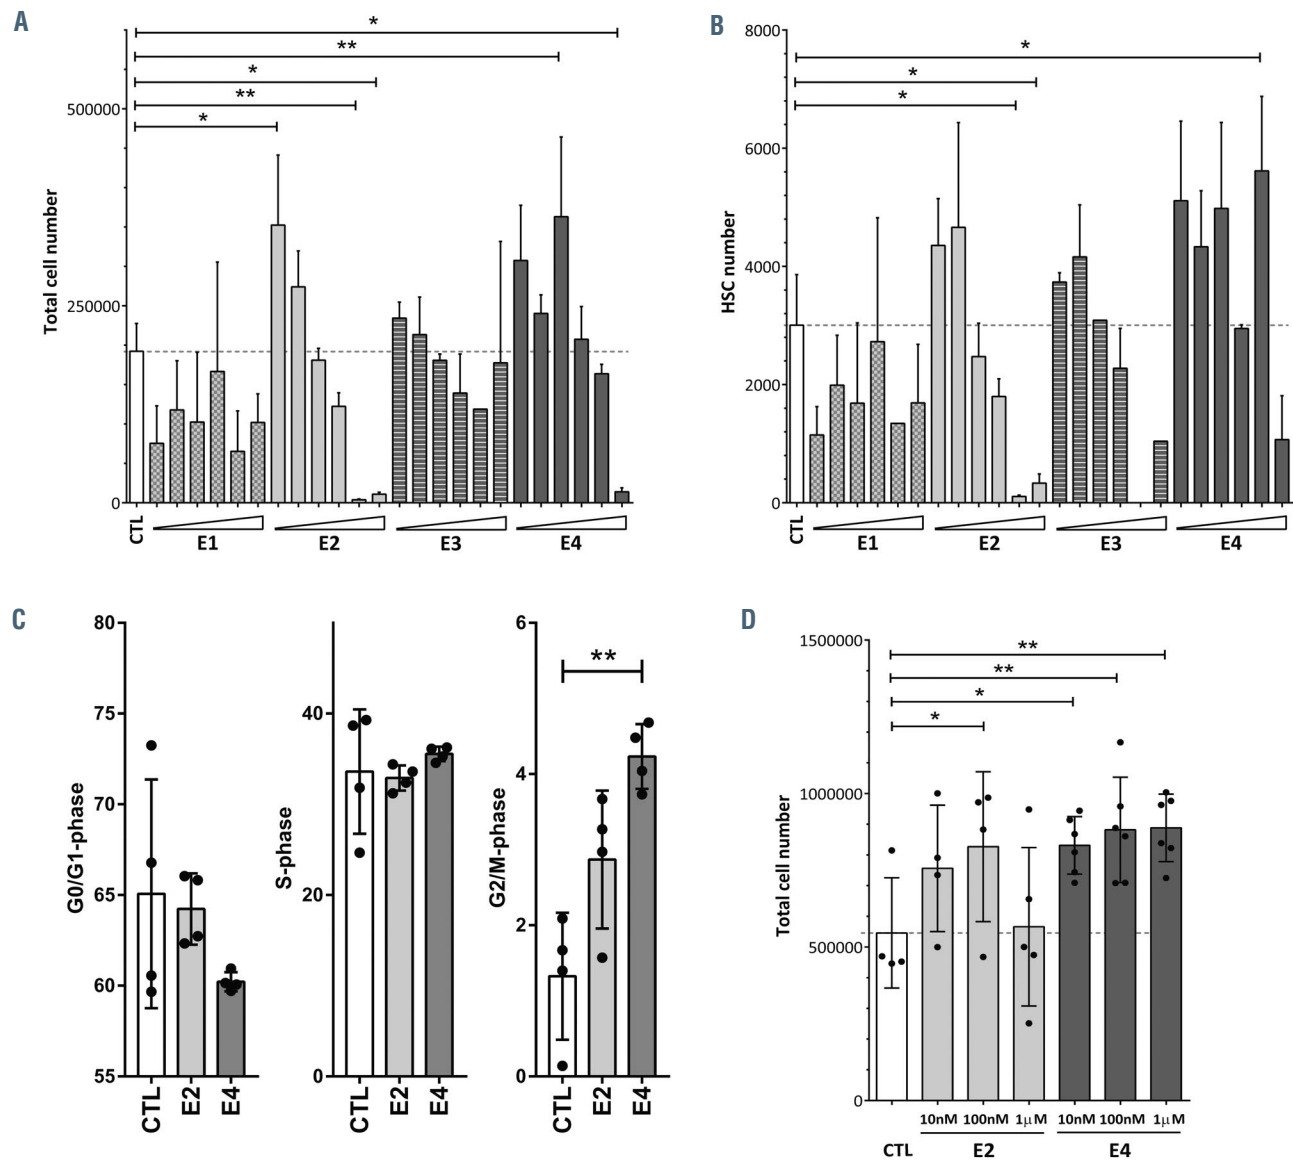 A
*
**
*
**
*
500000
250000
0
Total cell number
CTL
E1
E2
E3
E4
B
8000
6000
4000
2000
0
HSC number
*
*
*
CTL
E1
E2
E3
E4
C
80
75
70
65
60
55
G0/G1-phase
CTL
E2
E4
40
20
0
S-phase
CTL
E2
E4
6
4
2
0
G2/M-phase
**
CTL
E2
E4
D
1500000
1000000
500000
0
Total cell number
**
**
*
*
10nM 100nM 1µM 10nM 100nM 1µM
CTL E2 E4